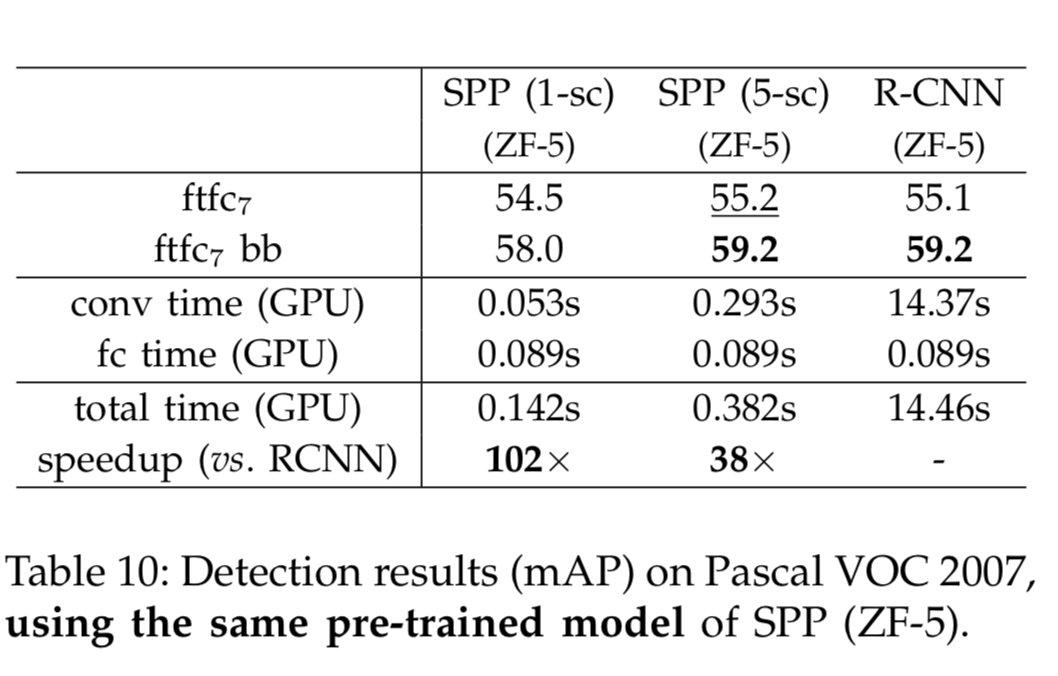 SPP (1-sc) SPP (5-sc) R-CNN
(ZF-5) (ZF-5) (ZF-5)
ftfc₇ 54.5 55.2 55.1
ftfc₇ bb 58.0 59.2 59.2
conv time (GPU) 0.053s 0.293s 14.37s
fc time (GPU) 0.089s 0.089s 0.089s
total time (GPU) 0.142s 0.382s 14.46s
speedup (vs. RCNN) 102× 38× -
Table 10: Detection results (mAP) on Pascal VOC 2007,
using the same pre-trained model of SPP (ZF-5).